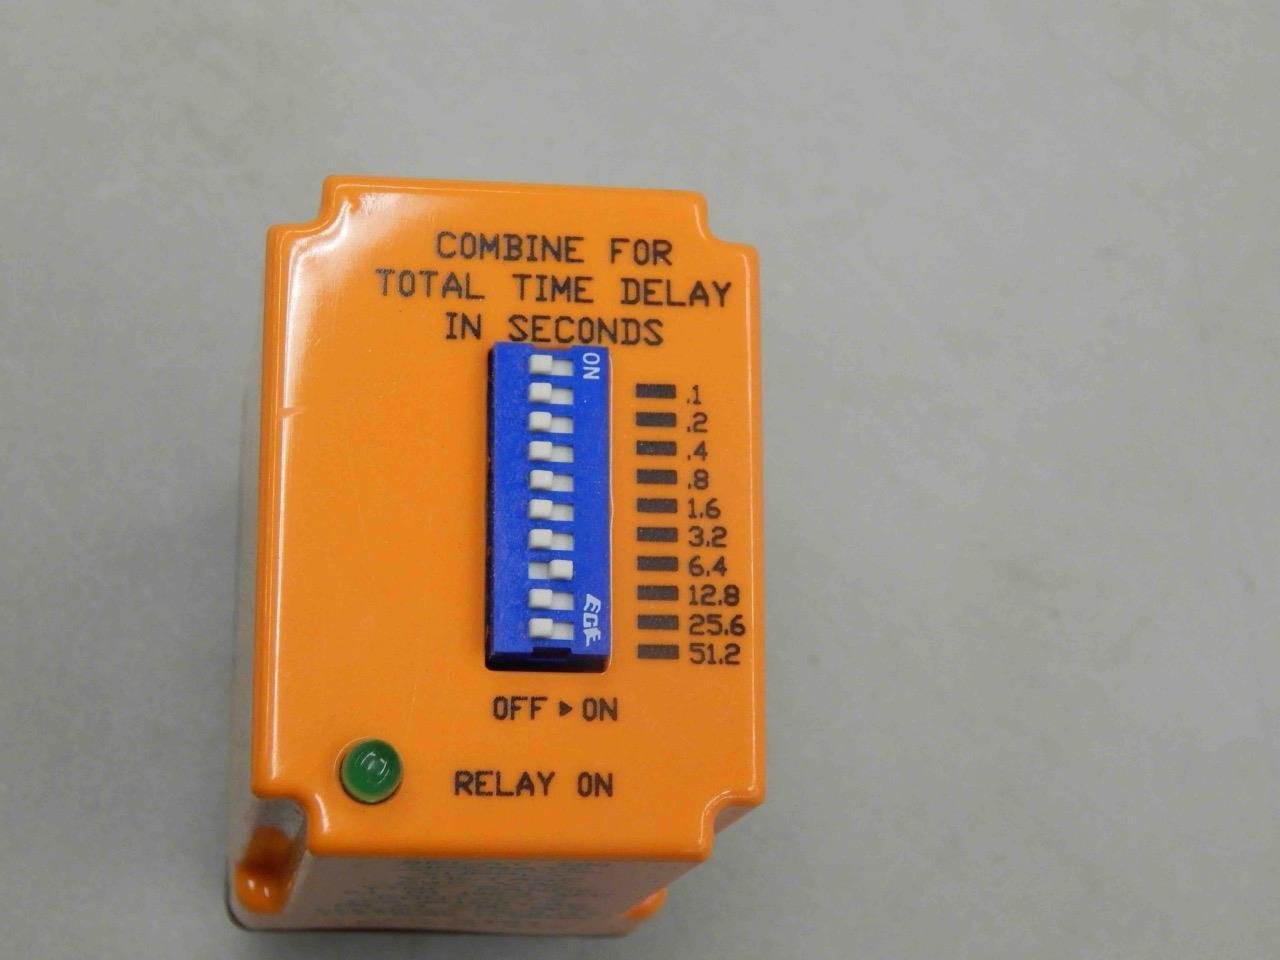 COMBINE FOR
TOTAL TIME DELAY
IN SECONDS
ON
.1
.2
.4
.8
1.6
3.2
6.4
12.8
25.6
51.2
ECE
OFF ▸ ON
RELAY ON